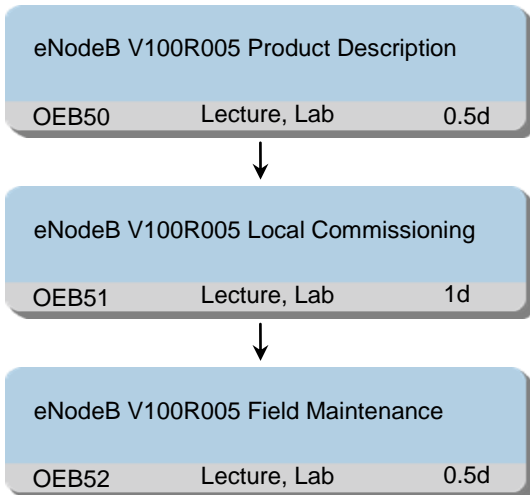 eNodeB V100R005 Product Description
OEB50 Lecture, Lab 0.5d
eNodeB V100R005 Local Commissioning
OEB51 Lecture, Lab 1d
eNodeB V100R005 Field Maintenance
OEB52 Lecture, Lab 0.5d